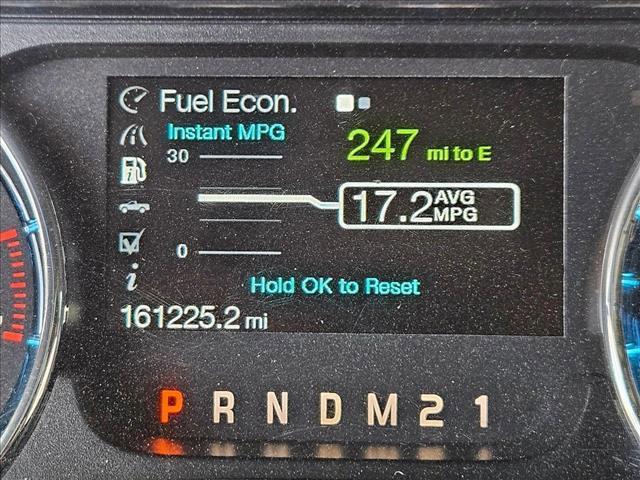 Fuel Econ.
Instant MPG
247 mi to E
30
17.2 AVG MPG
0
Hold OK to Reset
161225.2 mi
P R N D M 2 1